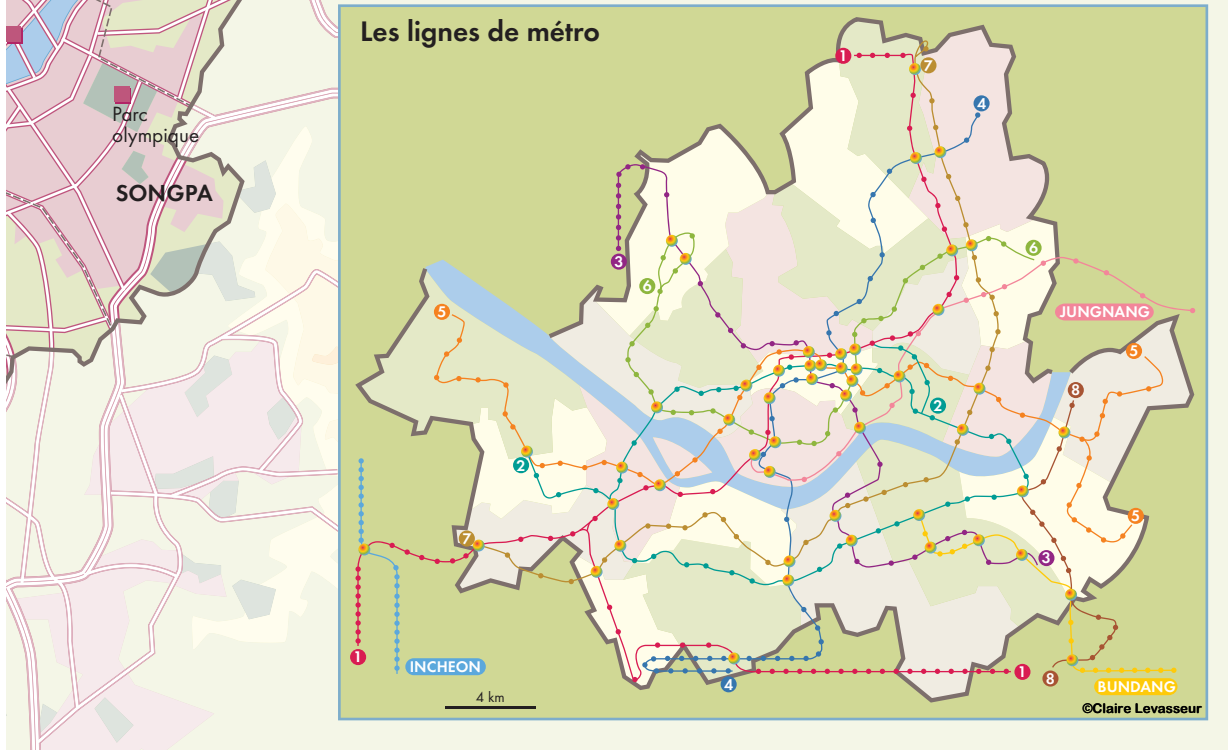 Les lignes de métro
1
7
4
Parc
olympique
SONGPA
3
6
6
5
JUNGNANG
5
8
2
2
5
7
3
1
INCHEON
4
1
8
BUNDANG
4 km
©Claire Levasseur